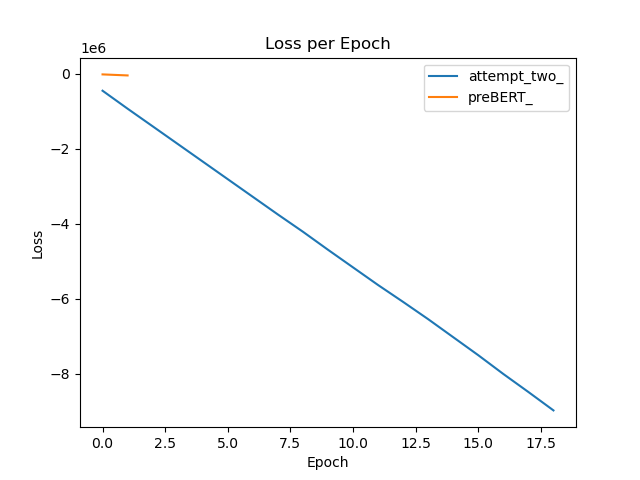 Loss per Epoch
1e6
0
−2
−4
−6
−8
Loss
0.0 2.5 5.0 7.5 10.0 12.5 15.0 17.5
Epoch
attempt_two_
preBERT_